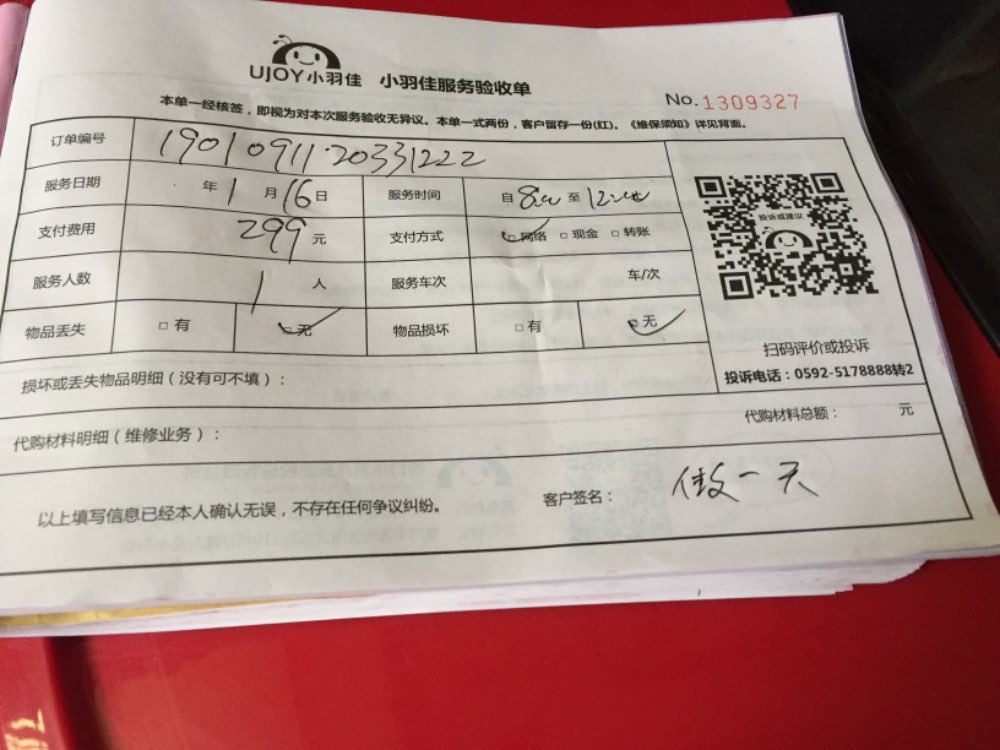 UJOY小羽佳 小羽佳服务验收单
No.1309327
本单一经核签，即视为对本次服务验收无异议。本单一式两份，客户留存一份(红)。《维保须知》详见背面。
订单编号 1901091120331222
服务日期 年 1 月 16 日 服务时间 自 8:00 至 12:00
支付费用 299 元 支付方式 □网络 □现金 □转账
服务人数 1 人 服务车次 车/次
物品丢失 □有 □无 物品损坏 □有 □无
投诉或建议
扫码评价或投诉
投诉电话：0592-5178888转2
损坏或丢失物品明细（没有可不填）：
代购材料明细（维修业务）： 代购材料总额： 元
以上填写信息已经本人确认无误，不存在任何争议纠纷。 客户签名： 做一天